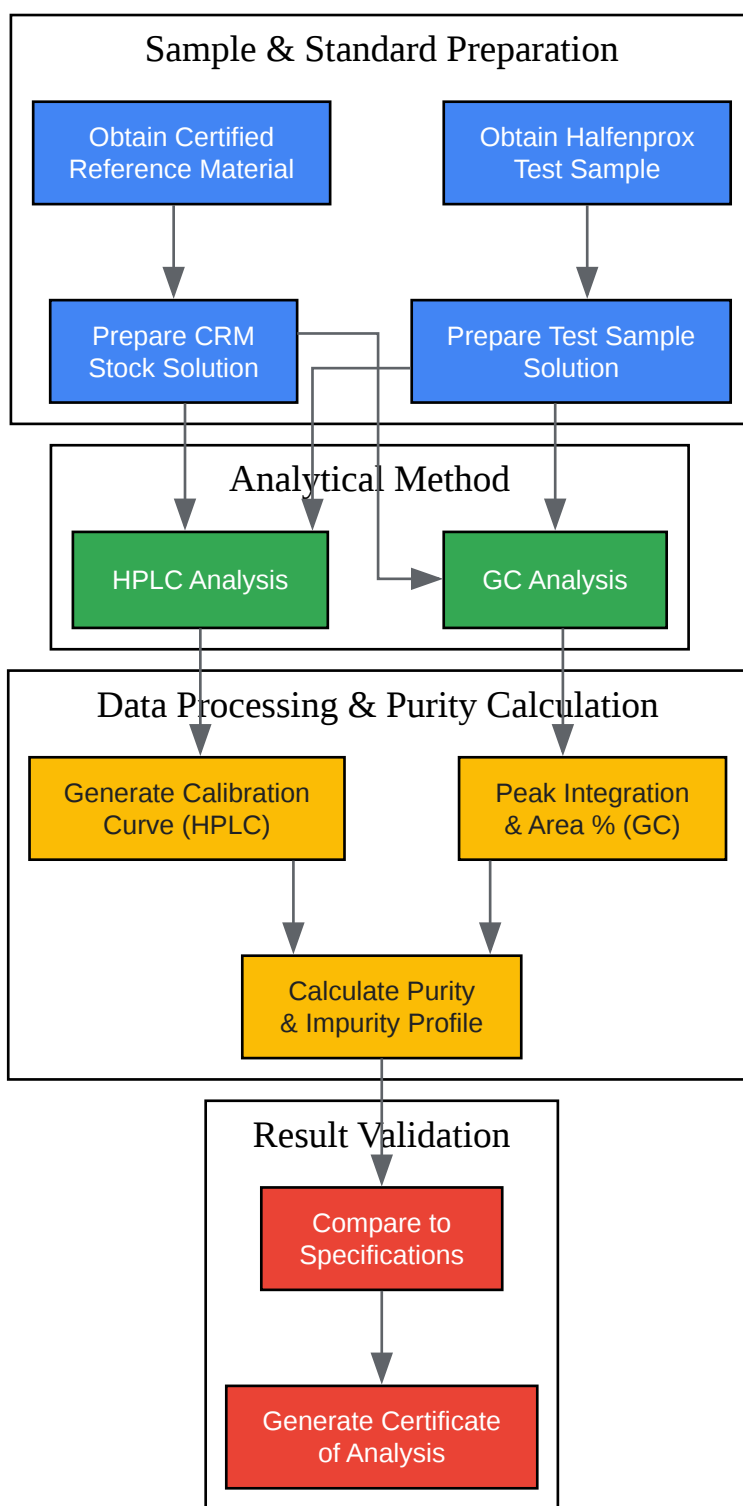 Sample & Standard Preparation
Obtain Certified
Reference Material
Obtain Halfenprox
Test Sample
Prepare CRM
Stock Solution
Prepare Test Sample
Solution
Analytical Method
HPLC Analysis
GC Analysis
Data Processing & Purity Calculation
Generate Calibration
Curve (HPLC)
Peak Integration
& Area % (GC)
Calculate Purity
& Impurity Profile
Result Validation
Compare to
Specifications
Generate Certificate
of Analysis